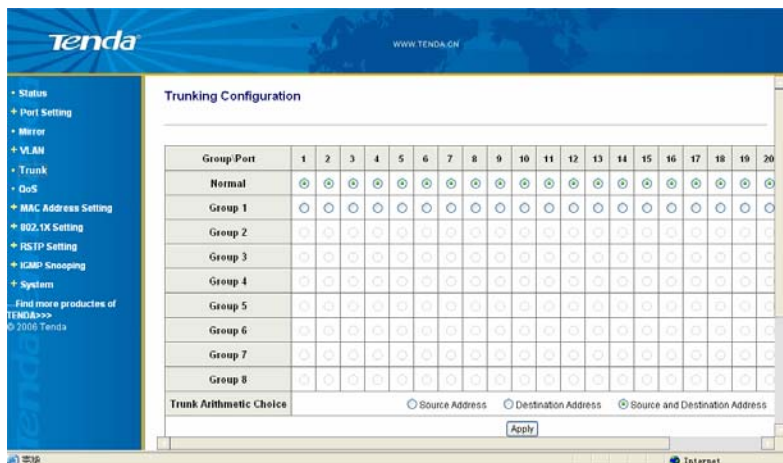 Tenda
WWW.TENDA.CN
Status
+ Port Setting
Mirror
+ VLAN
Trunk
QoS
+ MAC Address Setting
+ 802.1X Setting
+ RSTP Setting
+ IGMP Snooping
+ System
Find more productes of
TENDA>>>
© 2006 Tenda
Trunking Configuration
Group\Port 1 2 3 4 5 6 7 8 9 10 11 12 13 14 15 16 17 18 19 20
Normal
Group 1
Group 2
Group 3
Group 4
Group 5
Group 6
Group 7
Group 8
Trunk Arithmetic Choice Source Address Destination Address Source and Destination Address
Apply
Internet